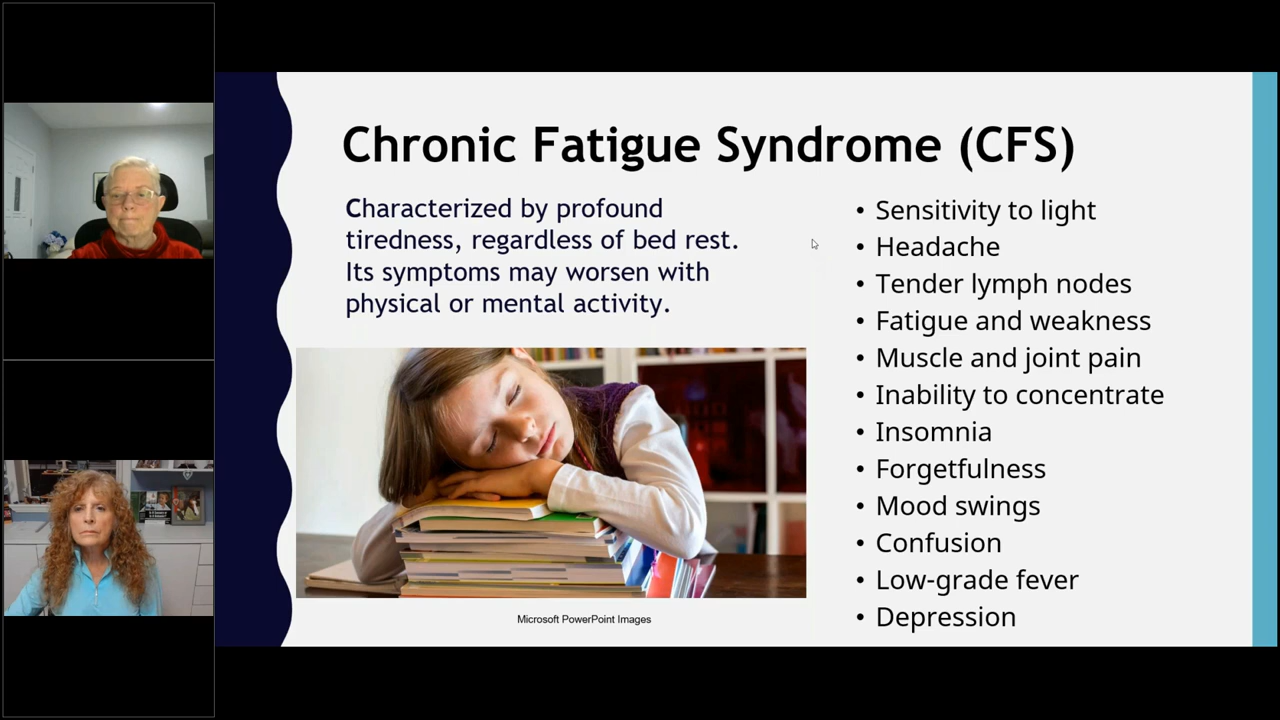 Chronic Fatigue Syndrome (CFS)
Characterized by profound
tiredness, regardless of bed rest.
Its symptoms may worsen with
physical or mental activity.
• Sensitivity to light
• Headache
• Tender lymph nodes
• Fatigue and weakness
• Muscle and joint pain
• Inability to concentrate
• Insomnia
• Forgetfulness
• Mood swings
• Confusion
• Low-grade fever
• Depression
Microsoft PowerPoint Images